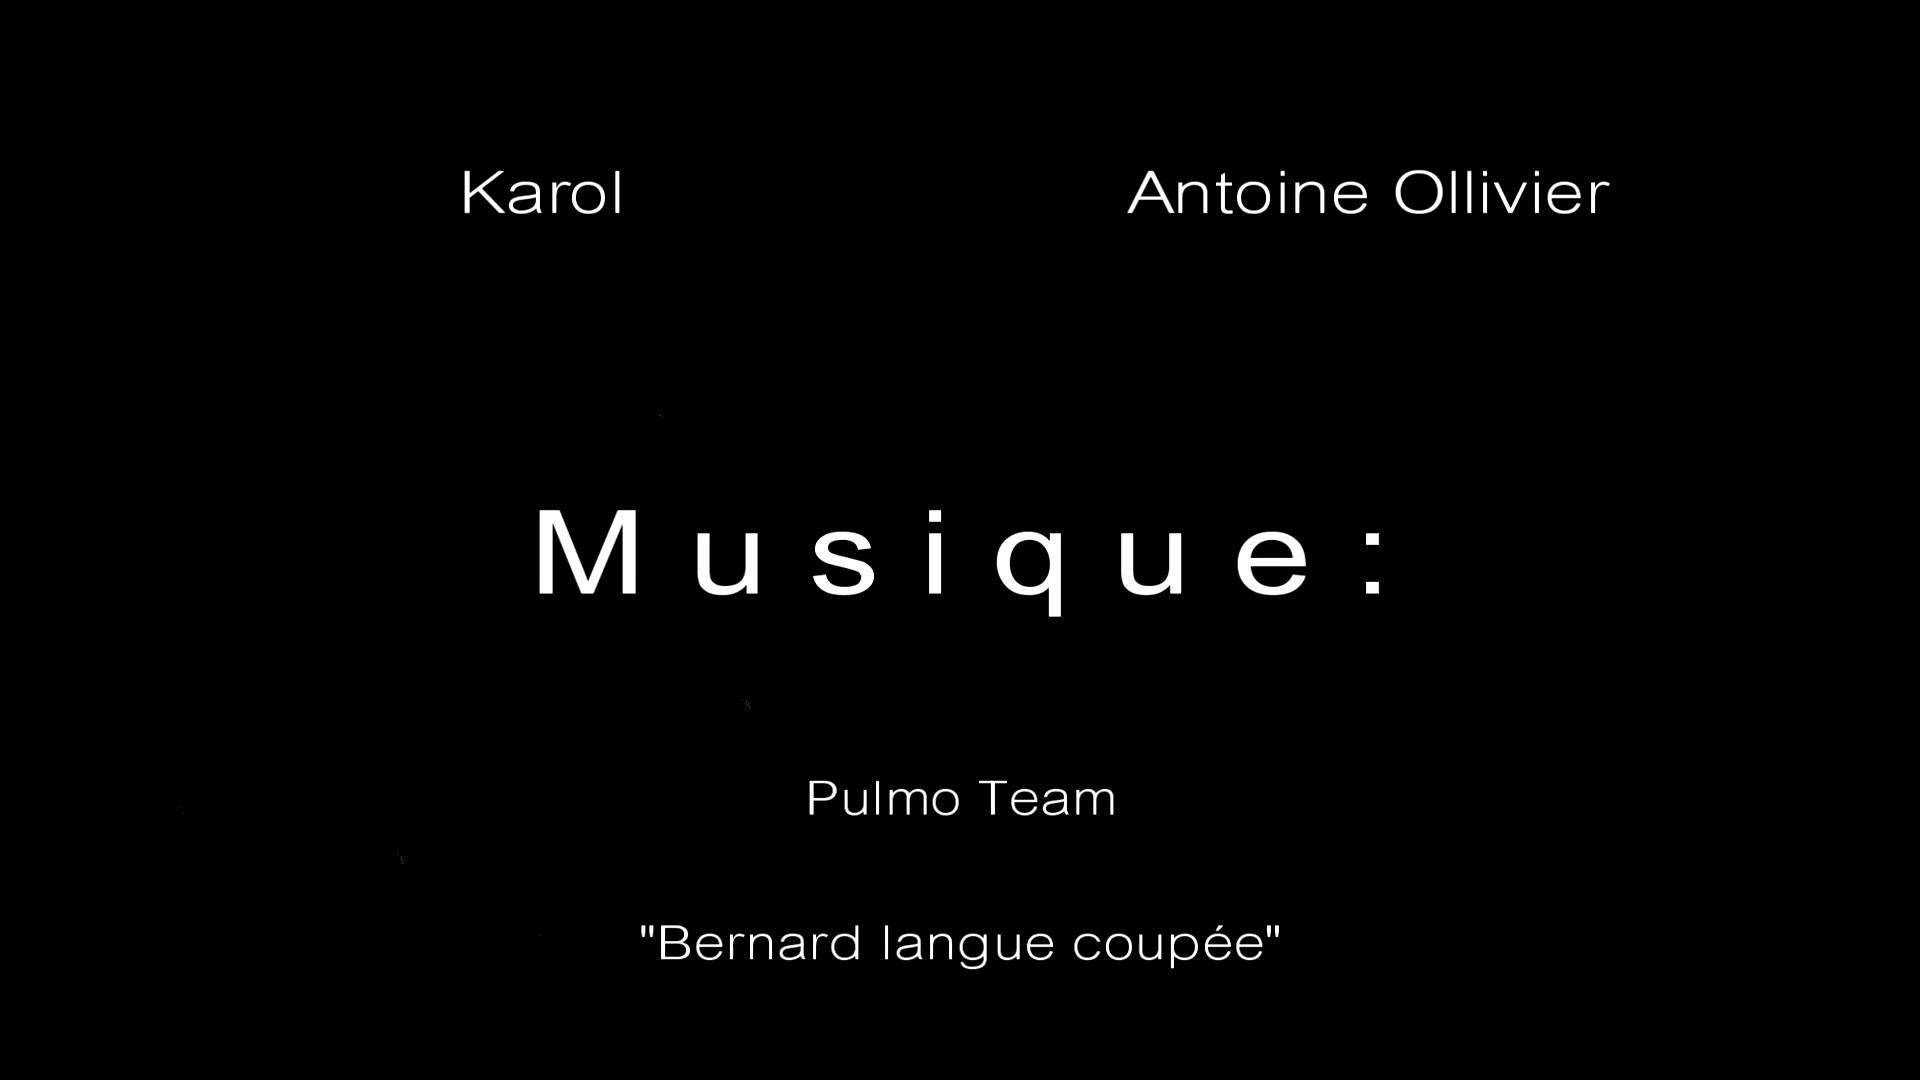 Karol Antoine Ollivier
Musique:
Pulmo Team
"Bernard langue coupée"